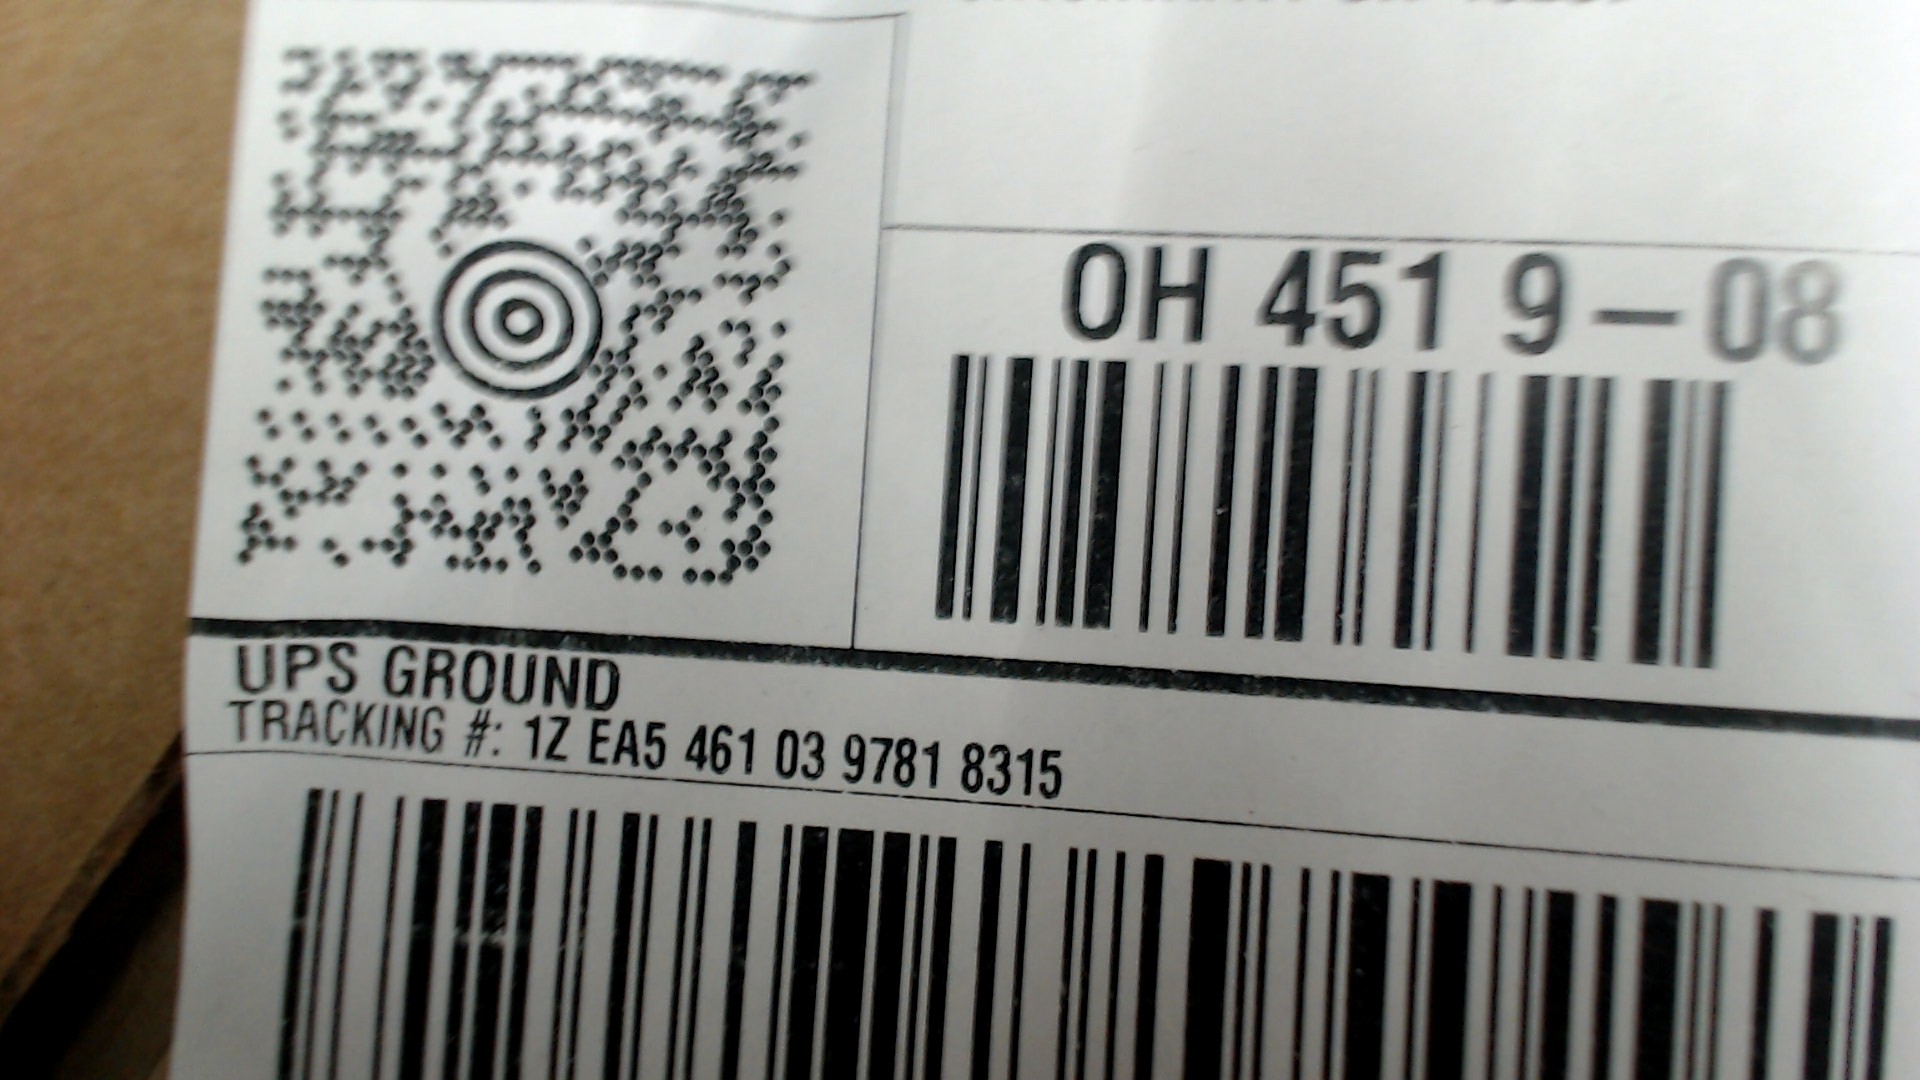 OH 451 9-08
UPS GROUND
TRACKING #: 1Z EA5 461 03 9781 8315